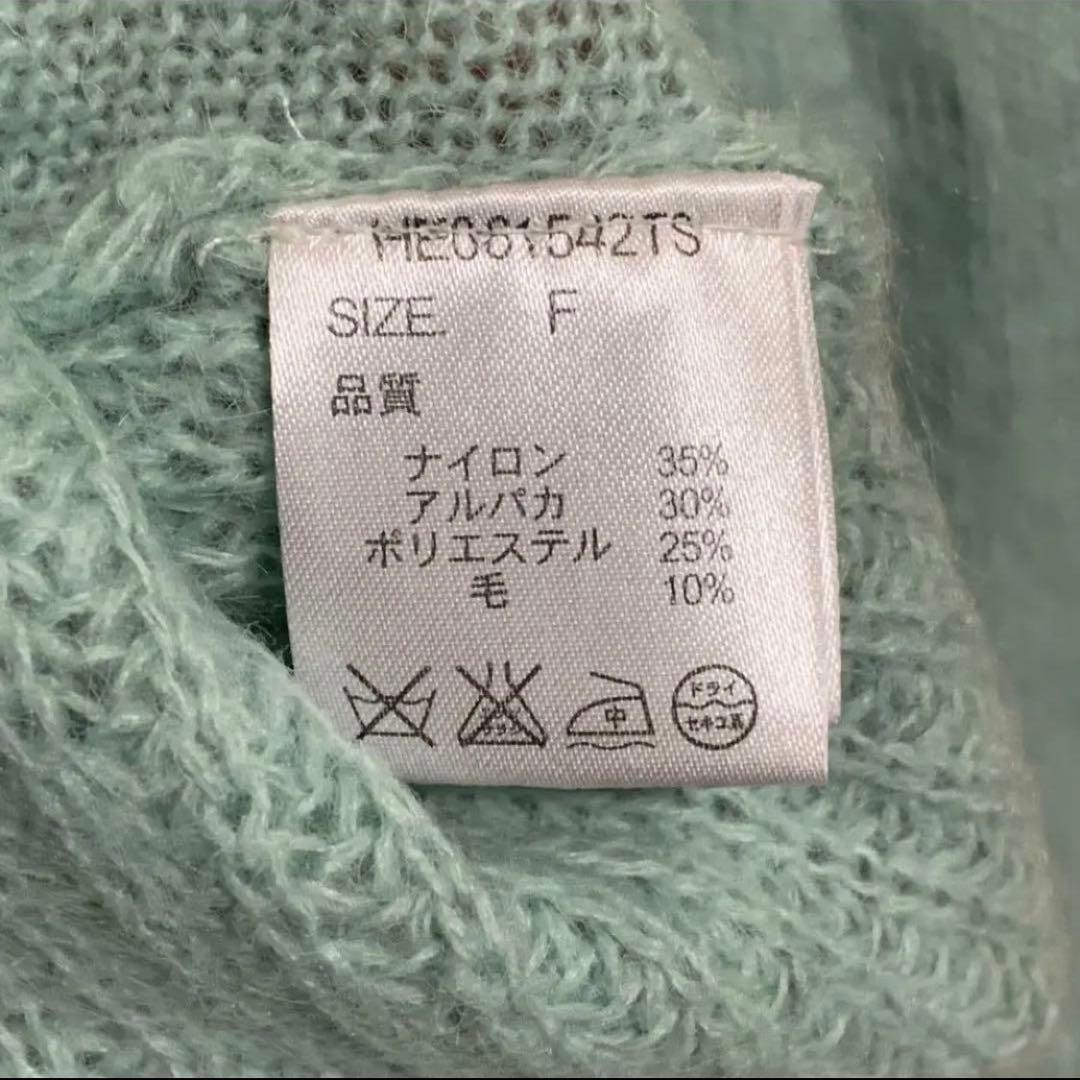 HE081542TS
SIZE. F
品質
ナイロン 35%
アルパカ 30%
ポリエステル 25%
毛 10%
中
ドライ
セキユ系